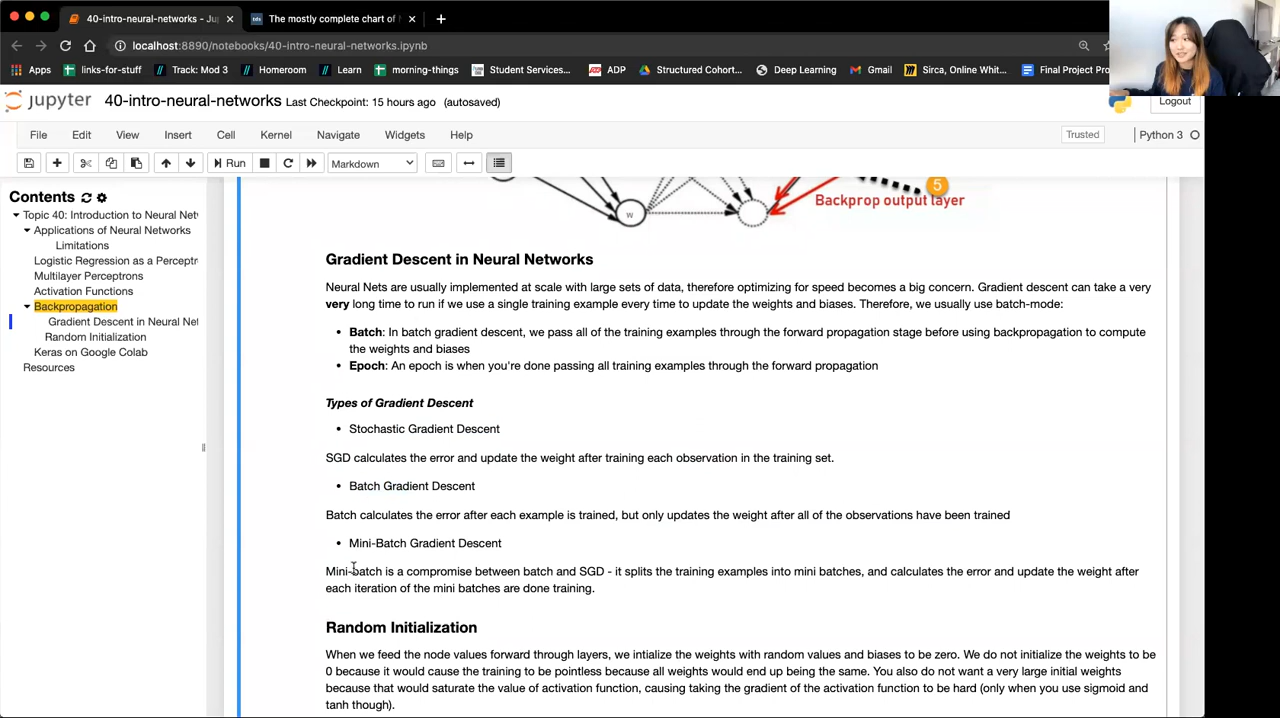 40-intro-neural-networks - Ju
The mostly complete chart of
localhost:8890/notebooks/40-intro-neural-networks.ipynb
Apps links-for-stuff Track: Mod 3 Homeroom Learn morning-things Student Services... ADP Structured Cohort... Deep Learning Gmail Sirca, Online Whit... Final Project Pro
jupyter 40-intro-neural-networks Last Checkpoint: 15 hours ago (autosaved) Logout
File Edit View Insert Cell Kernel Navigate Widgets Help Trusted Python 3
Run Markdown
Contents
Topic 40: Introduction to Neural Net
Applications of Neural Networks
Limitations
Logistic Regression as a Perceptr
Multilayer Perceptrons
Activation Functions
Backpropagation
Gradient Descent in Neural Net
Random Initialization
Keras on Google Colab
Resources
5
Backprop output layer
w
Gradient Descent in Neural Networks
Neural Nets are usually implemented at scale with large sets of data, therefore optimizing for speed becomes a big concern. Gradient descent can take a very
very long time to run if we use a single training example every time to update the weights and biases. Therefore, we usually use batch-mode:
• Batch: In batch gradient descent, we pass all of the training examples through the forward propagation stage before using backpropagation to compute
the weights and biases
• Epoch: An epoch is when you're done passing all training examples through the forward propagation
Types of Gradient Descent
• Stochastic Gradient Descent
SGD calculates the error and update the weight after training each observation in the training set.
• Batch Gradient Descent
Batch calculates the error after each example is trained, but only updates the weight after all of the observations have been trained
• Mini-Batch Gradient Descent
Mini-batch is a compromise between batch and SGD - it splits the training examples into mini batches, and calculates the error and update the weight after
each iteration of the mini batches are done training.
Random Initialization
When we feed the node values forward through layers, we intialize the weights with random values and biases to be zero. We do not initialize the weights to be
0 because it would cause the training to be pointless because all weights would end up being the same. You also do not want a very large initial weights
because that would saturate the value of activation function, causing taking the gradient of the activation function to be hard (only when you use sigmoid and
tanh though).